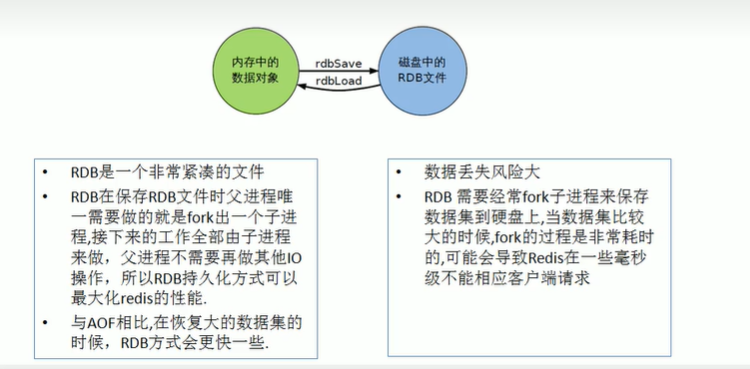 内存中的
数据对象
rdbSave
rdbLoad
磁盘中的
RDB文件
• RDB是一个非常紧凑的文件
• RDB在保存RDB文件时父进程唯
一需要做的就是fork出一个子进
程,接下来的工作全部由子进程
来做，父进程不需要再做其他IO
操作，所以RDB持久化方式可以
最大化redis的性能.
• 与AOF相比,在恢复大的数据集的
时候，RDB方式会更快一些.
• 数据丢失风险大
• RDB 需要经常fork子进程来保存
数据集到硬盘上,当数据集比较
大的时候,fork的过程是非常耗时
的,可能会导致Redis在一些毫秒
级不能相应客户端请求